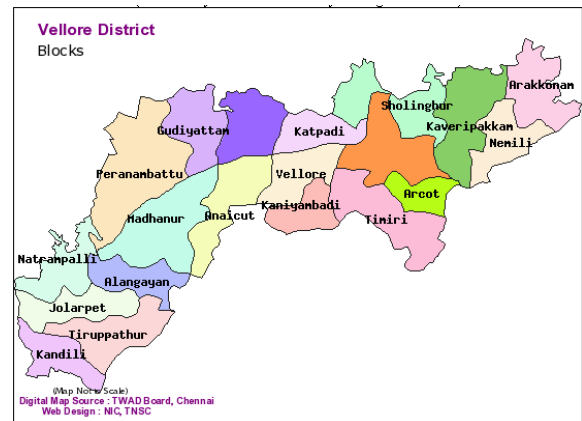 Vellore District
Blocks
Arakkonam
Sholinghur
Kaveripakkam
Gudiyattam
Katpadi
Nemili
Peranambattu
Vellore
Arcot
Madhanur
Anaicut
Kaniyambadi
Timiri
Natrampalli
Alangayan
Jolarpet
Tiruppathur
Kandili
(Map Not to Scale)
Digital Map Source : TWAD Board, Chennai
Web Design : NIC, TNSC